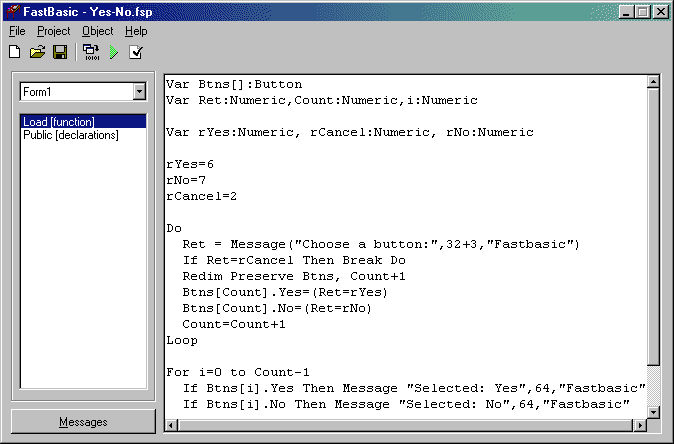 FastBasic - Yes-No.fsp
File Project Object Help
Form1
Load [function]
Public [declarations]
Messages
Var Btns[]:Button
Var Ret:Numeric,Count:Numeric,i:Numeric
Var rYes:Numeric, rCancel:Numeric, rNo:Numeric
rYes=6
rNo=7
rCancel=2
Do
Ret = Message("Choose a button:",32+3,"Fastbasic")
If Ret=rCancel Then Break Do
Redim Preserve Btns, Count+1
Btns[Count].Yes=(Ret=rYes)
Btns[Count].No=(Ret=rNo)
Count=Count+1
Loop
For i=0 to Count-1
If Btns[i].Yes Then Message "Selected: Yes",64,"Fastbasic"
If Btns[i].No Then Message "Selected: No",64,"Fastbasic"